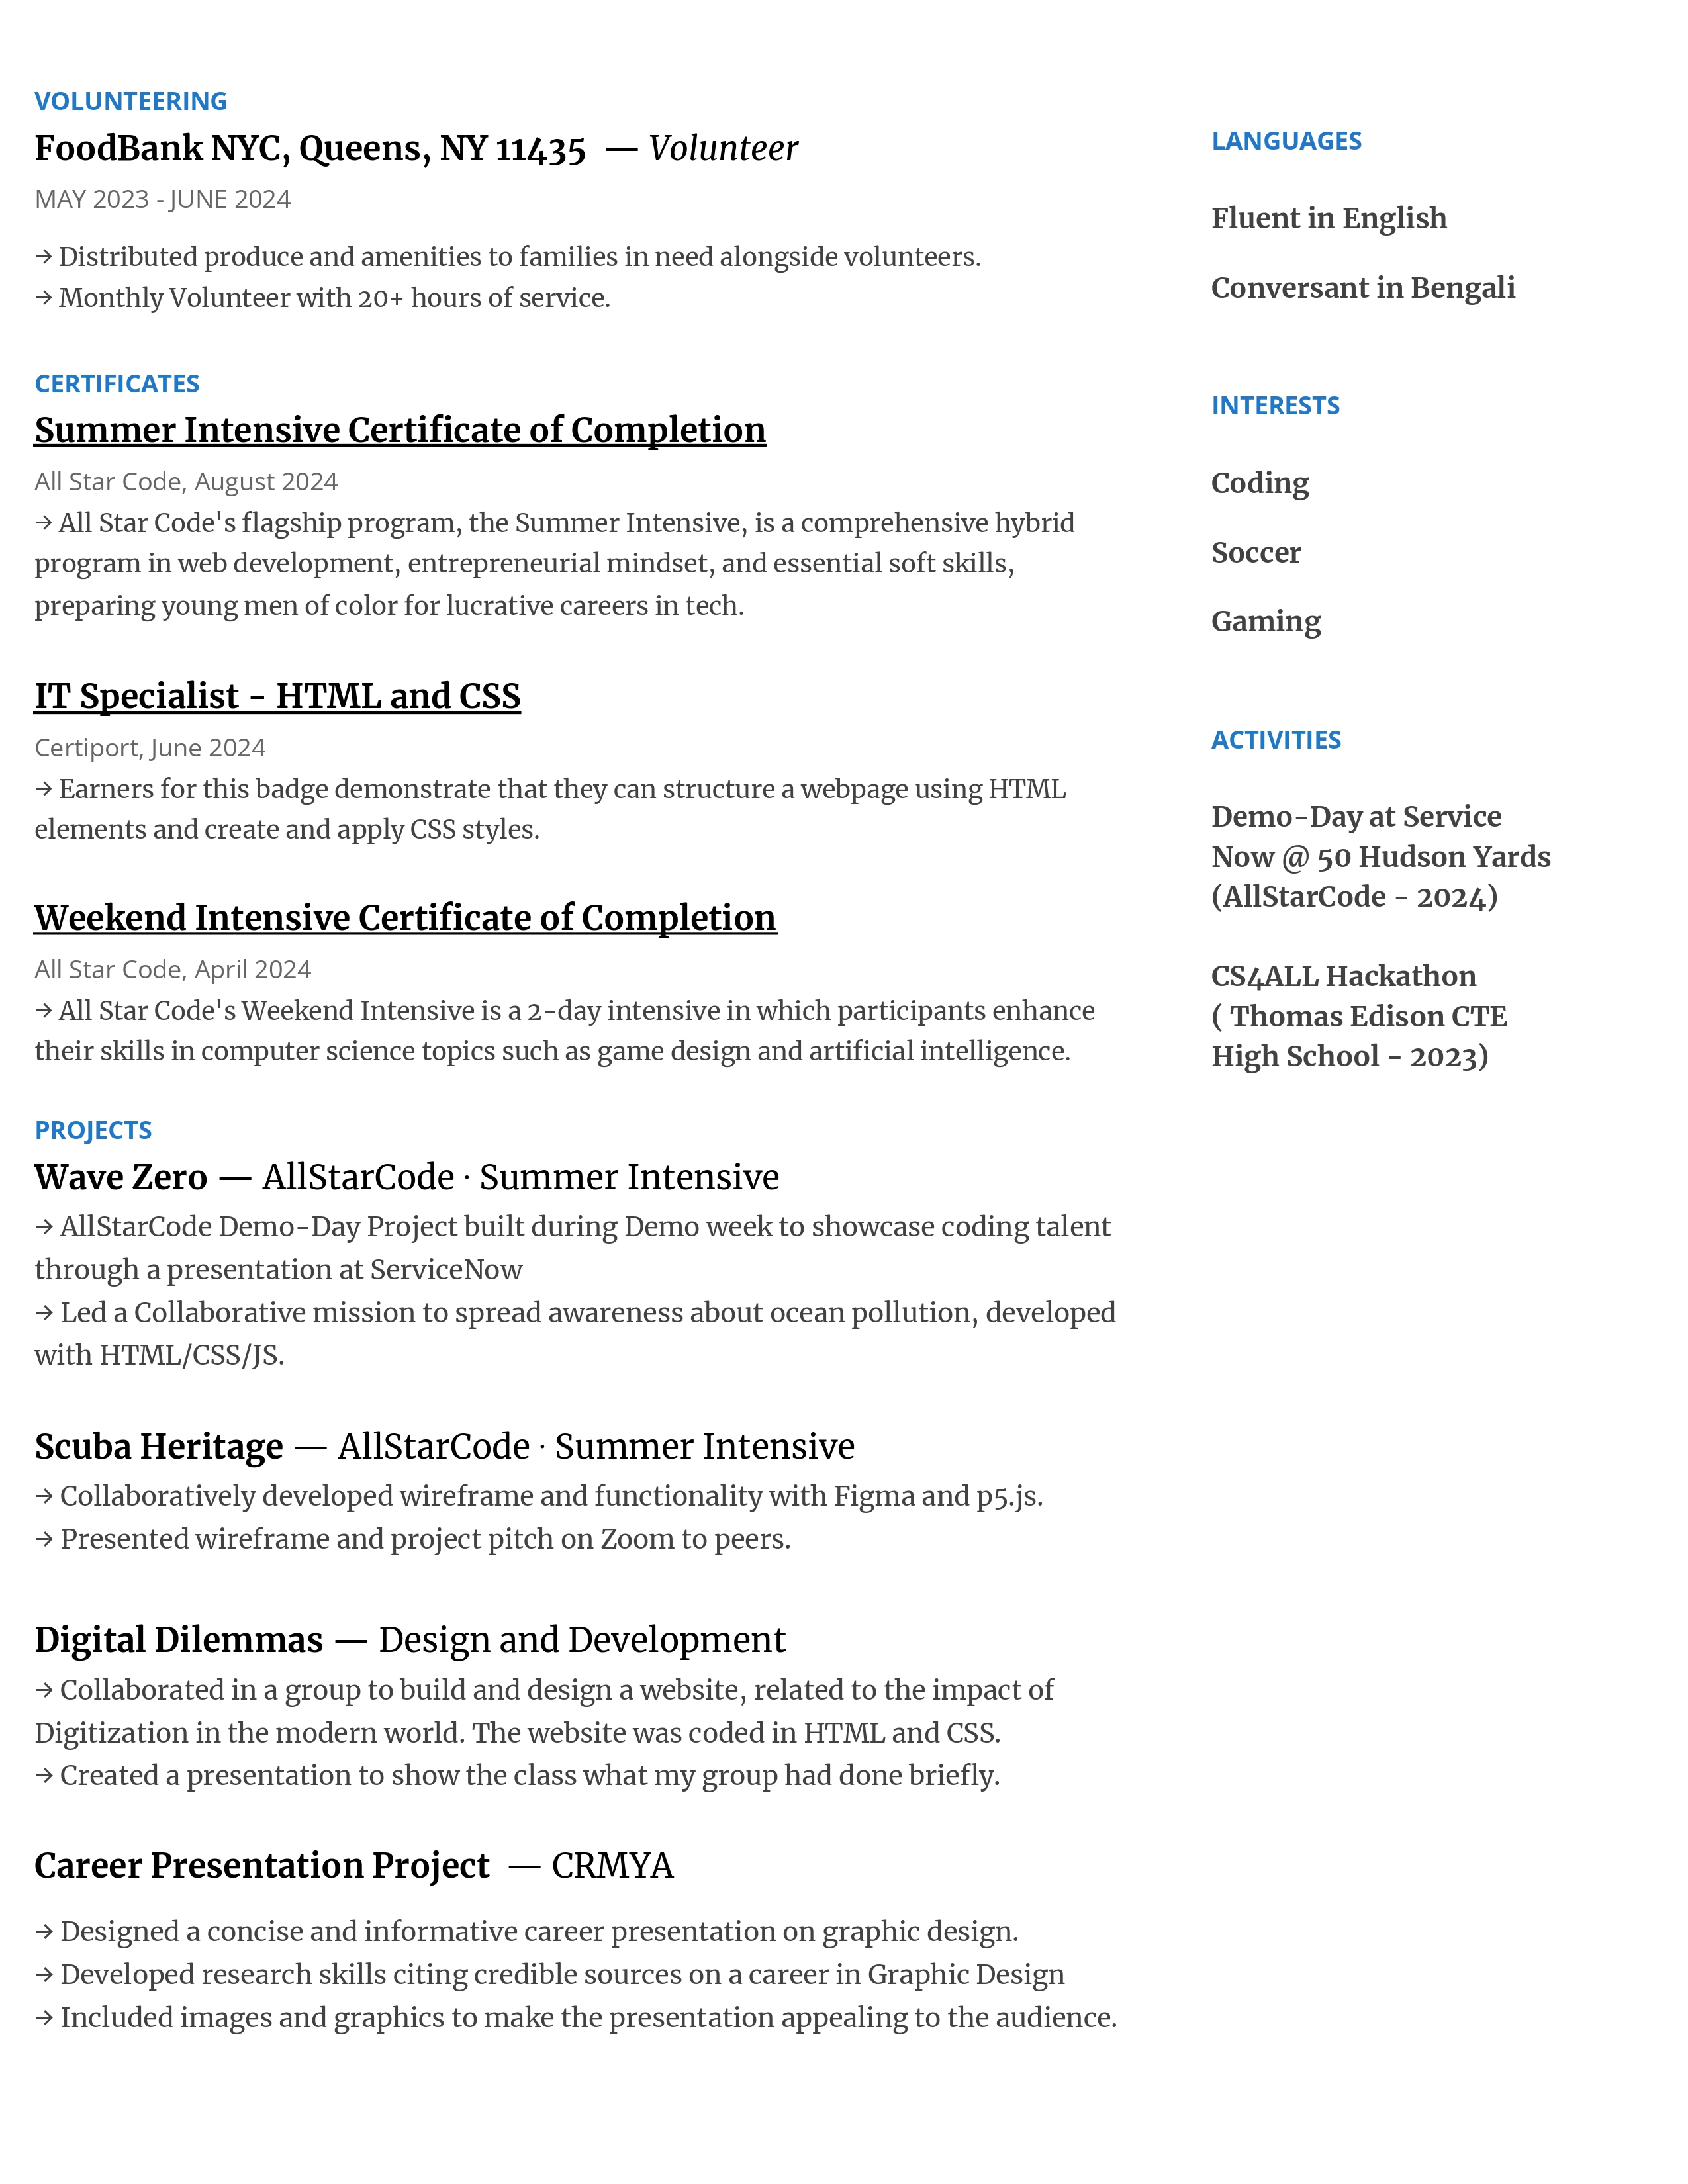 VOLUNTEERING
FoodBank NYC, Queens, NY 11435 — Volunteer
MAY 2023 - JUNE 2024
→ Distributed produce and amenities to families in need alongside volunteers.
→ Monthly Volunteer with 20+ hours of service.
CERTIFICATES
Summer Intensive Certificate of Completion
All Star Code, August 2024
→ All Star Code's flagship program, the Summer Intensive, is a comprehensive hybrid
program in web development, entrepreneurial mindset, and essential soft skills,
preparing young men of color for lucrative careers in tech.
IT Specialist - HTML and CSS
Certiport, June 2024
→ Earners for this badge demonstrate that they can structure a webpage using HTML
elements and create and apply CSS styles.
Weekend Intensive Certificate of Completion
All Star Code, April 2024
→ All Star Code's Weekend Intensive is a 2-day intensive in which participants enhance
their skills in computer science topics such as game design and artificial intelligence.
PROJECTS
Wave Zero — AllStarCode · Summer Intensive
→ AllStarCode Demo-Day Project built during Demo week to showcase coding talent
through a presentation at ServiceNow
→ Led a Collaborative mission to spread awareness about ocean pollution, developed
with HTML/CSS/JS.
Scuba Heritage — AllStarCode · Summer Intensive
→ Collaboratively developed wireframe and functionality with Figma and p5.js.
→ Presented wireframe and project pitch on Zoom to peers.
Digital Dilemmas — Design and Development
→ Collaborated in a group to build and design a website, related to the impact of
Digitization in the modern world. The website was coded in HTML and CSS.
→ Created a presentation to show the class what my group had done briefly.
Career Presentation Project — CRMYA
→ Designed a concise and informative career presentation on graphic design.
→ Developed research skills citing credible sources on a career in Graphic Design
→ Included images and graphics to make the presentation appealing to the audience.
LANGUAGES
Fluent in English
Conversant in Bengali
INTERESTS
Coding
Soccer
Gaming
ACTIVITIES
Demo-Day at Service
Now @ 50 Hudson Yards
(AllStarCode - 2024)
CS4ALL Hackathon
( Thomas Edison CTE
High School - 2023)